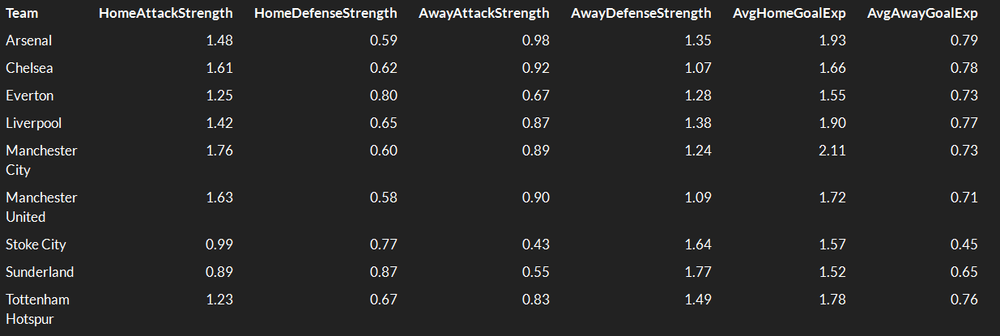 Team HomeAttackStrength HomeDefenseStrength AwayAttackStrength AwayDefenseStrength AvgHomeGoalExp AvgAwayGoalExp
Arsenal 1.48 0.59 0.98 1.35 1.93 0.79
Chelsea 1.61 0.62 0.92 1.07 1.66 0.78
Everton 1.25 0.80 0.67 1.28 1.55 0.73
Liverpool 1.42 0.65 0.87 1.38 1.90 0.77
Manchester 1.76 0.60 0.89 1.24 2.11 0.73
City
Manchester 1.63 0.58 0.90 1.09 1.72 0.71
United
Stoke City 0.99 0.77 0.43 1.64 1.57 0.45
Sunderland 0.89 0.87 0.55 1.77 1.52 0.65
Tottenham 1.23 0.67 0.83 1.49 1.78 0.76
Hotspur